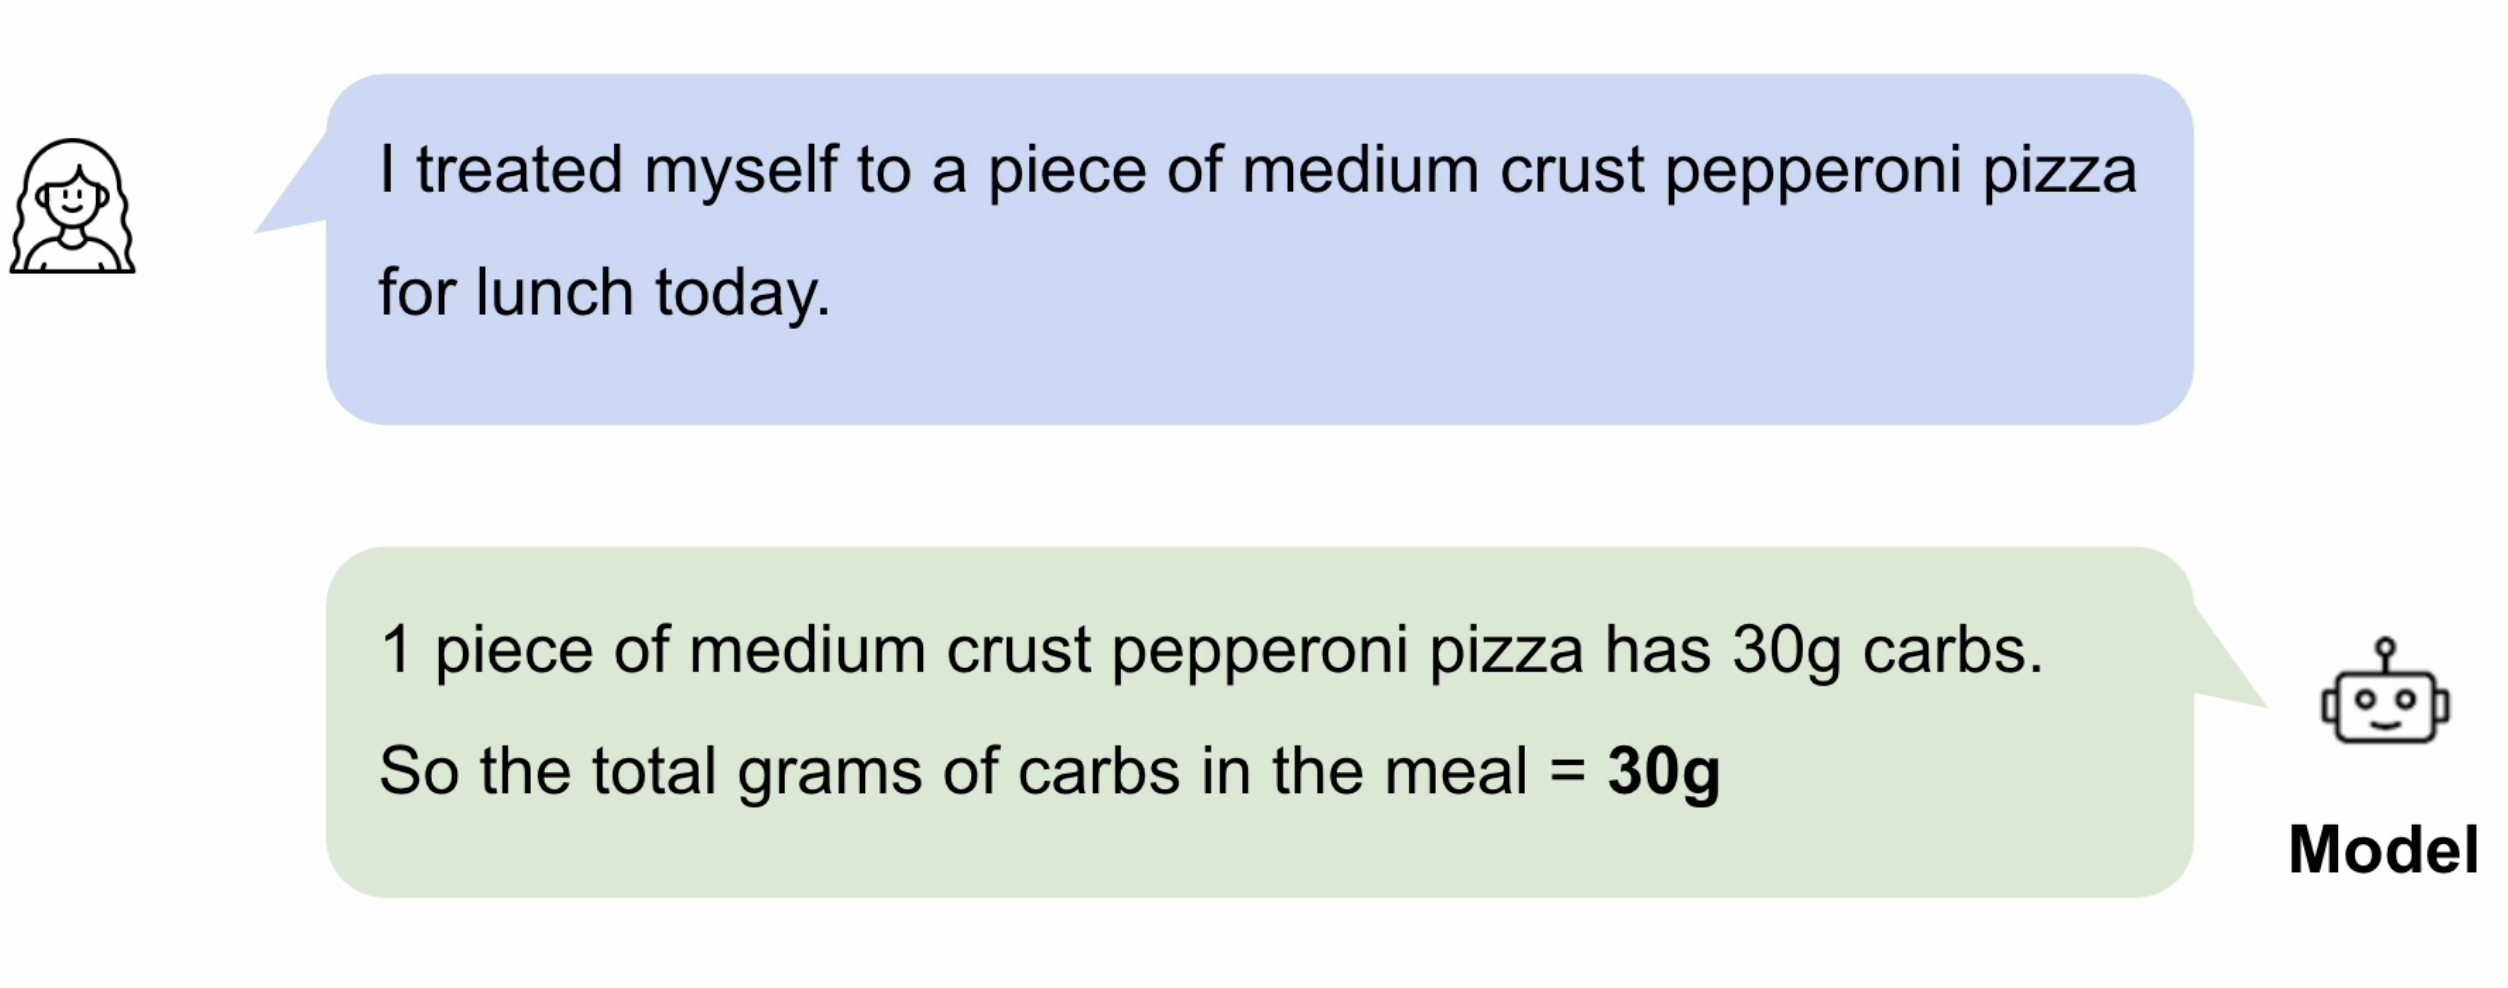 I treated myself to a piece of medium crust pepperoni pizza
for lunch today.
1 piece of medium crust pepperoni pizza has 30g carbs.
So the total grams of carbs in the meal = 30g
Model